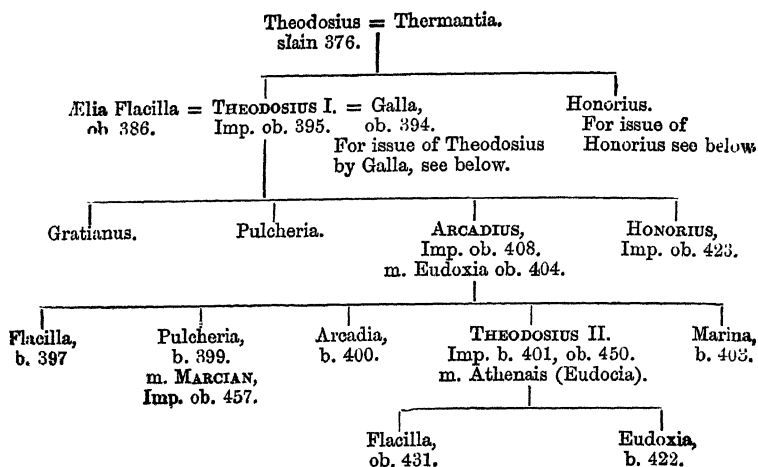 Theodosius = Thermantia.
slain 376.
Ælia Flacilla = THEODOSIUS I. = Galla,
ob. 386.
Imp. ob. 395.
ob. 394.
For issue of Theodosius
by Galla, see below.
Honorius.
For issue of
Honorius see below.
Gratianus.
Pulcheria.
ARCADIUS,
Imp. ob. 408.
m. Eudoxia ob. 404.
HONORIUS,
Imp. ob. 423.
Flacilla,
b. 397
Pulcheria,
b. 399.
m. MARCIAN,
Imp. ob. 457.
Arcadia,
b. 400.
THEODOSIUS II.
Imp. b. 401, ob. 450.
m. Athenais (Eudocia).
Marina,
b. 403.
Flacilla,
ob. 431.
Eudoxia,
b. 422.